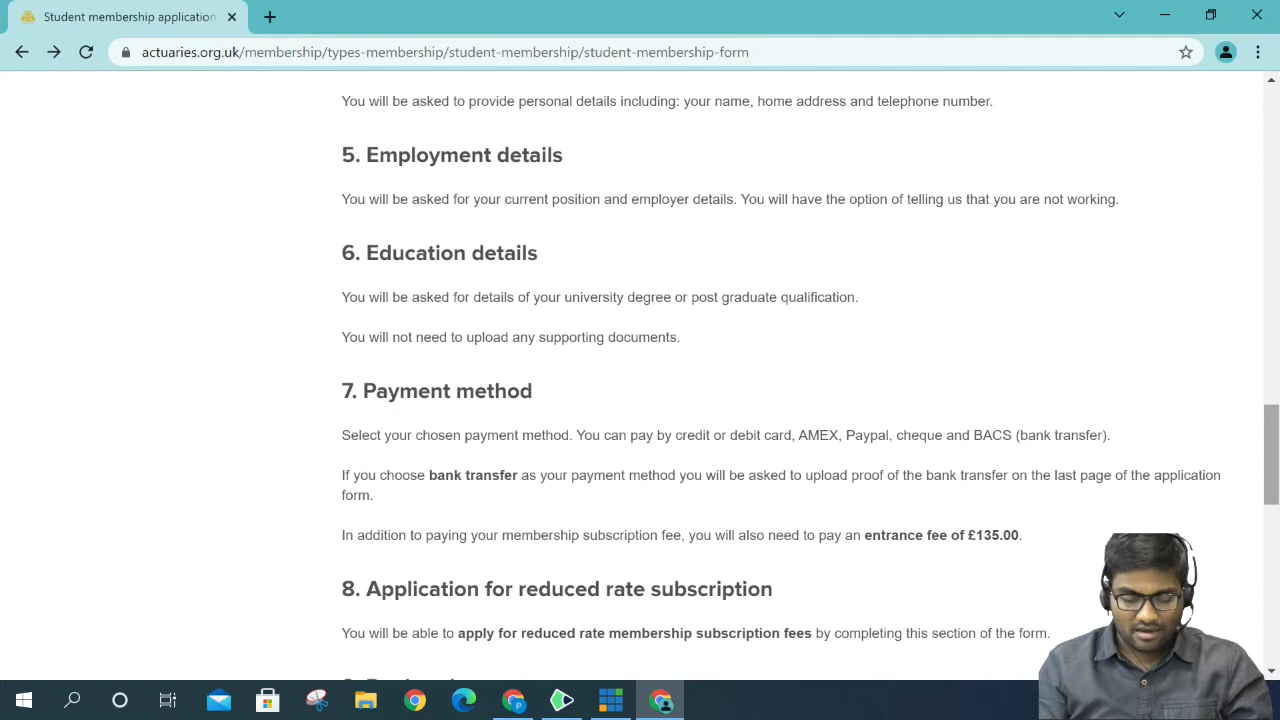 Student Membership application
actuaries.org.uk/membership/types-membership/student-membership/student-membership-form
You will be asked to provide personal details including: your name, home address and telephone number.
5. Employment details
You will be asked for your current position and employer details. You will have the option of telling us that you are not working.
6. Education details
You will be asked for details of your university degree or post graduate qualification.
You will not need to upload any supporting documents.
7. Payment method
Select your chosen payment method. You can pay by credit or debit card, AMEX, Paypal, cheque and BACS (bank transfer).
If you choose bank transfer as your payment method you will be asked to upload proof of the bank transfer on the last page of the application
form.
In addition to paying your membership subscription fee, you will also need to pay an entrance fee of £135.00.
8. Application for reduced rate subscription
You will be able to apply for reduced rate membership subscription fees by completing this section of the form.
P